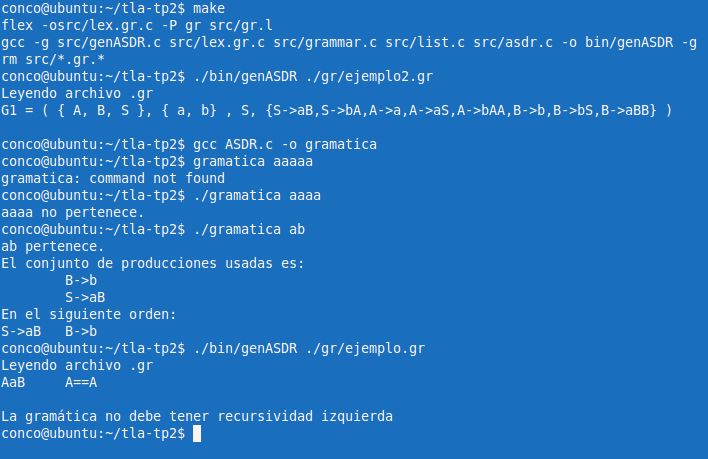 conco@ubuntu:~/tla-tp2$ make
flex -osrc/lex.gr.c -P gr src/gr.l
gcc -g src/genASDR.c src/lex.gr.c src/grammar.c src/list.c src/asdr.c -o bin/genASDR -g
rm src/*.gr.*
conco@ubuntu:~/tla-tp2$ ./bin/genASDR ./gr/ejemplo2.gr
Leyendo archivo .gr
G1 = ( { A, B, S }, { a, b} , S, {S->aB,S->bA,A->a,A->aS,A->bAA,B->b,B->bS,B->aBB} )
conco@ubuntu:~/tla-tp2$ gcc ASDR.c -o gramatica
conco@ubuntu:~/tla-tp2$ gramatica aaaaa
gramatica: command not found
conco@ubuntu:~/tla-tp2$ ./gramatica aaaa
aaaa no pertenece.
conco@ubuntu:~/tla-tp2$ ./gramatica ab
ab pertenece.
El conjunto de producciones usadas es:
B->b
S->aB
En el siguiente orden:
S->aB B->b
conco@ubuntu:~/tla-tp2$ ./bin/genASDR ./gr/ejemplo.gr
Leyendo archivo .gr
AaB A==A
La gramática no debe tener recursividad izquierda
conco@ubuntu:~/tla-tp2$